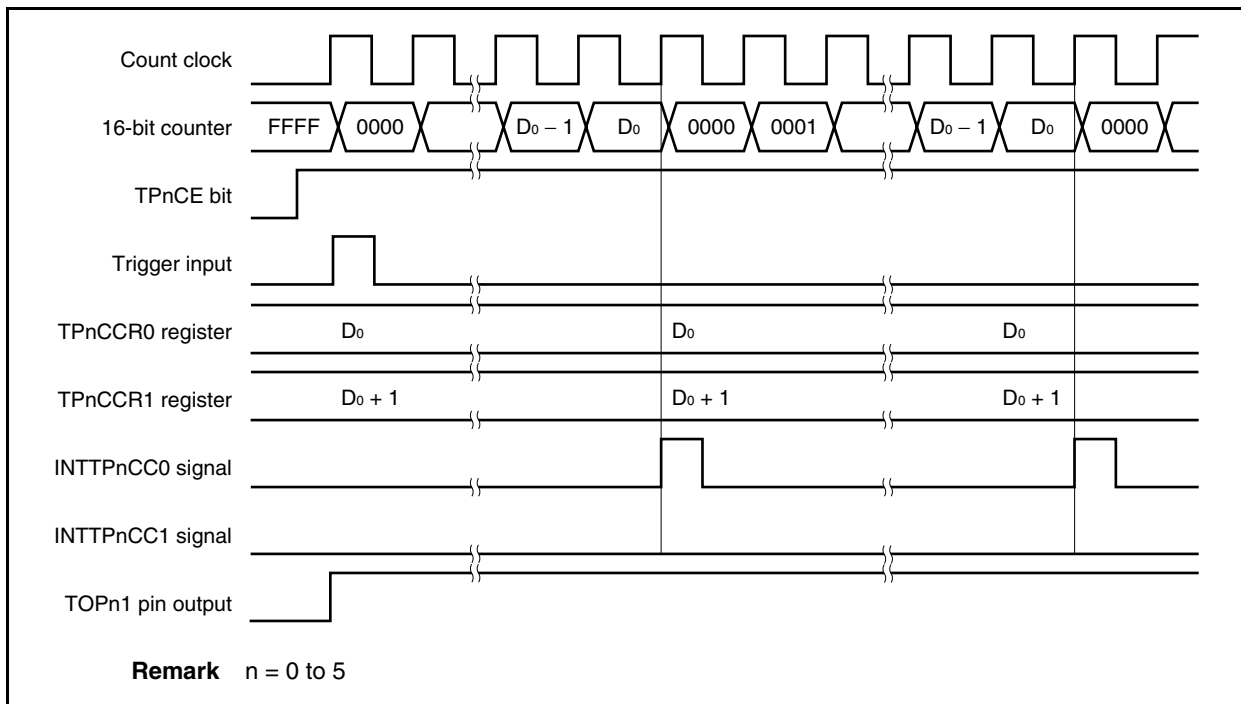 Count clock
16-bit counter FFFF 0000 D₀ − 1 D₀ 0000 0001 D₀ − 1 D₀ 0000
TPnCE bit
Trigger input
TPnCCR0 register D₀ D₀ D₀
TPnCCR1 register D₀ + 1 D₀ + 1 D₀ + 1
INTTPnCC0 signal
INTTPnCC1 signal
TOPn1 pin output
Remark n = 0 to 5